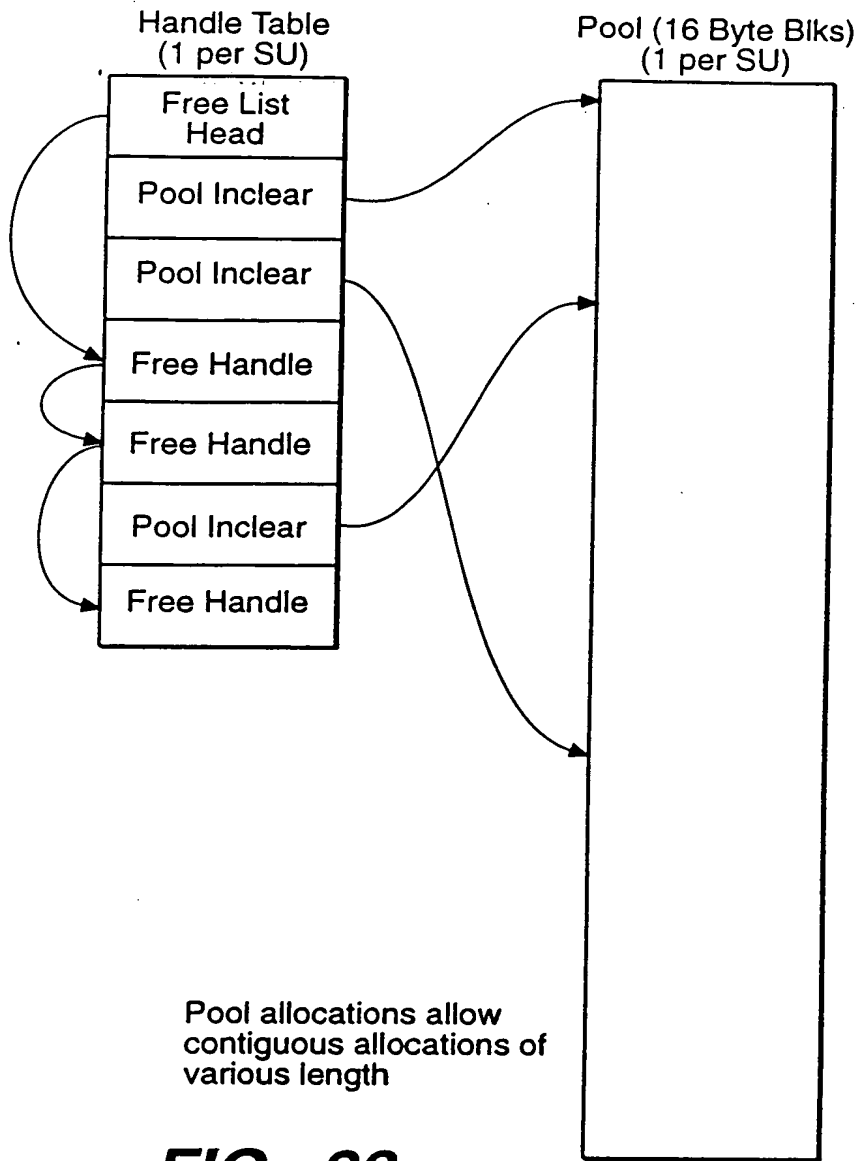 Handle Table
(1 per SU)
Pool (16 Byte Blks)
(1 per SU)
Free List
Head
Pool Inclear
Pool Inclear
Free Handle
Free Handle
Pool Inclear
Free Handle
Pool allocations allow
contiguous allocations of
various length